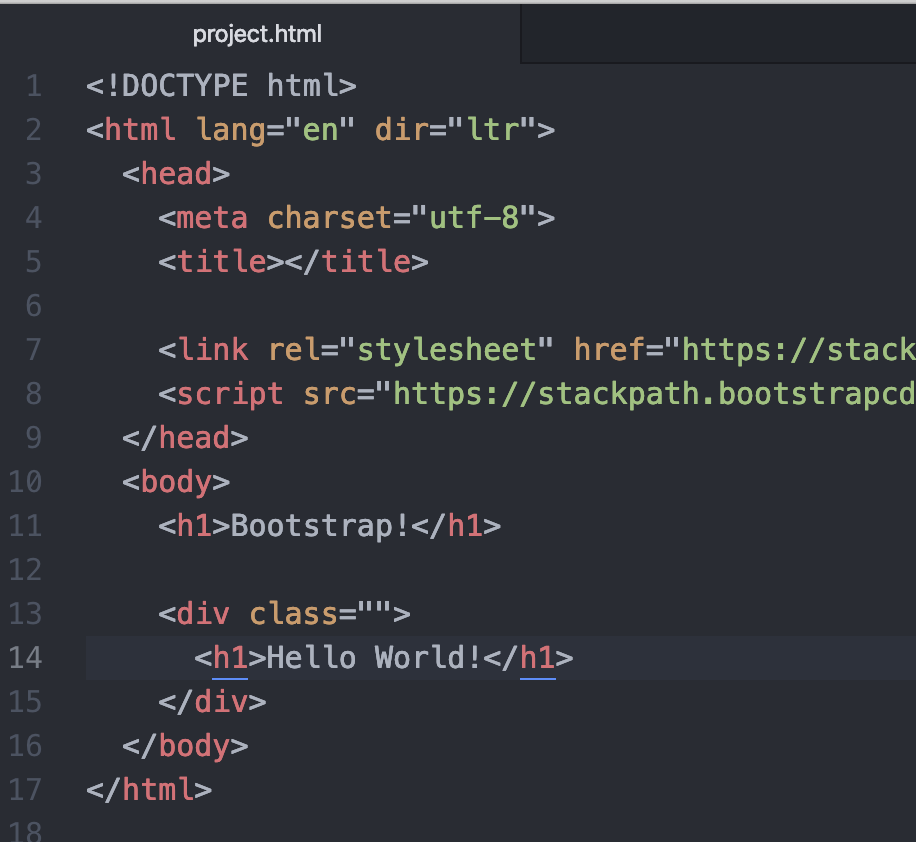 project.html
1 <!DOCTYPE html>
2 <html lang="en" dir="ltr">
3 <head>
4 <meta charset="utf-8">
5 <title></title>
6
7 <link rel="stylesheet" href="https://stack
8 <script src="https://stackpath.bootstrapcd
9 </head>
10 <body>
11 <h1>Bootstrap!</h1>
12
13 <div class="">
14 <h1>Hello World!</h1>
15 </div>
16 </body>
17 </html>
18